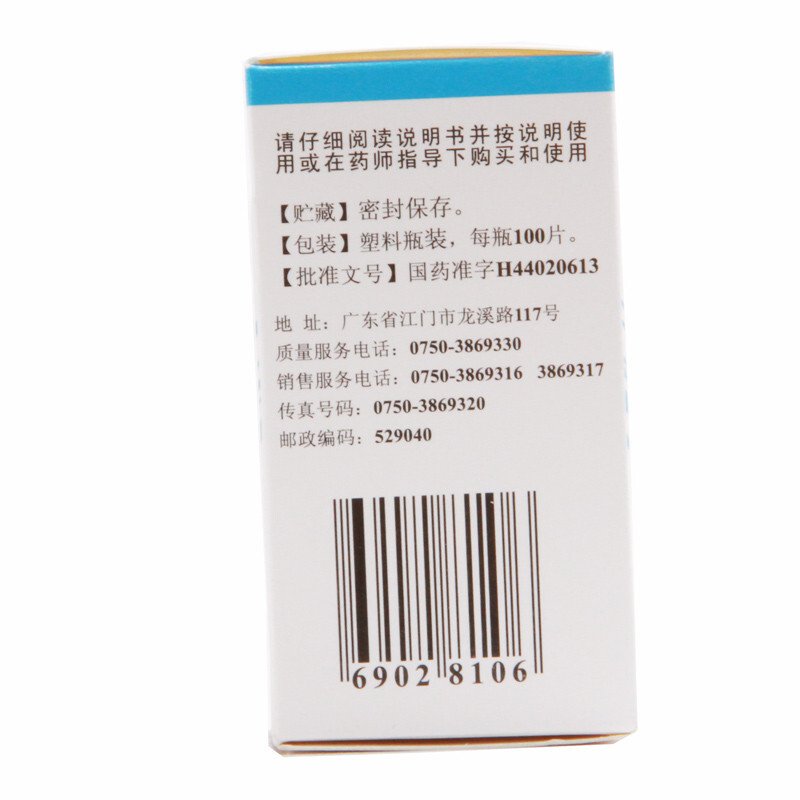 请仔细阅读说明书并按说明使
用或在药师指导下购买和使用
【贮藏】密封保存。
【包装】塑料瓶装，每瓶100片。
【批准文号】国药准字H44020613
地 址：广东省江门市龙溪路117号
质量服务电话：0750-3869330
销售服务电话：0750-3869316 3869317
传真号码：0750-3869320
邮政编码：529040
6902 8106